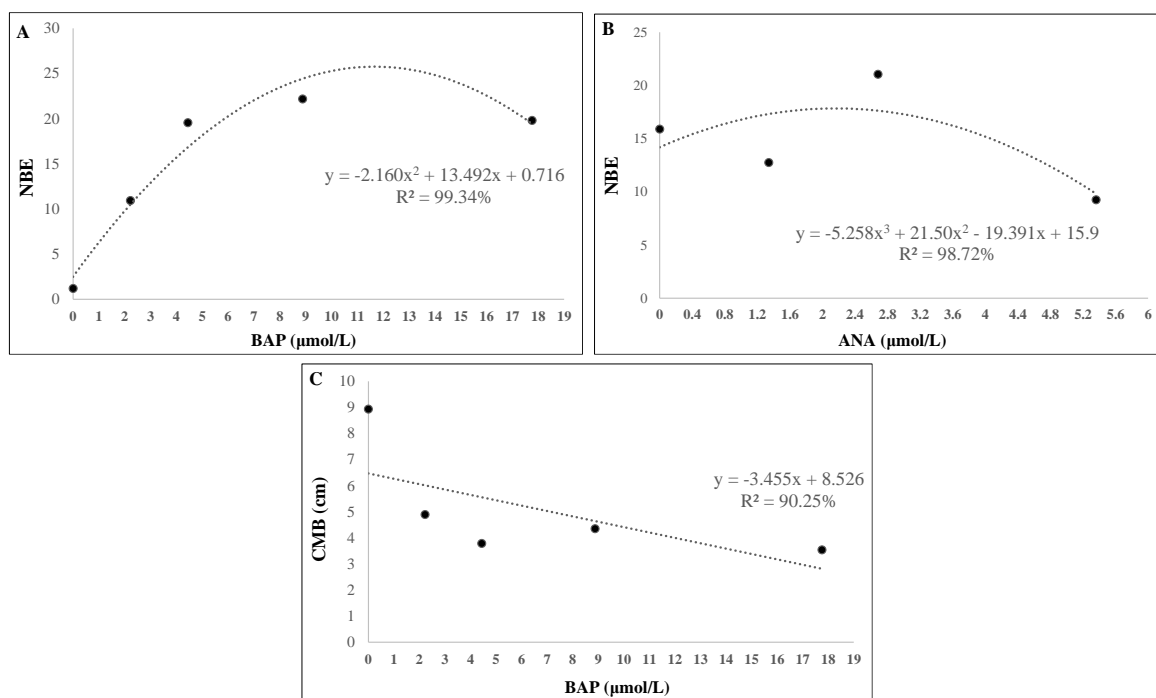 A
30
25
20
15
10
5
0
NBE
y = -2.160x² + 13.492x + 0.716
R² = 99.34%
0 1 2 3 4 5 6 7 8 9 10 11 12 13 14 15 16 17 18 19
BAP (µmol/L)
B
25
20
15
10
5
0
NBE
y = -5.258x³ + 21.50x² - 19.391x + 15.9
R² = 98.72%
0 0.4 0.8 1.2 1.6 2 2.4 2.8 3.2 3.6 4 4.4 4.8 5.2 5.6 6
ANA (µmol/L)
C
10
9
8
7
6
5
4
3
2
1
0
CMB (cm)
y = -3.455x + 8.526
R² = 90.25%
0 1 2 3 4 5 6 7 8 9 10 11 12 13 14 15 16 17 18 19
BAP (µmol/L)